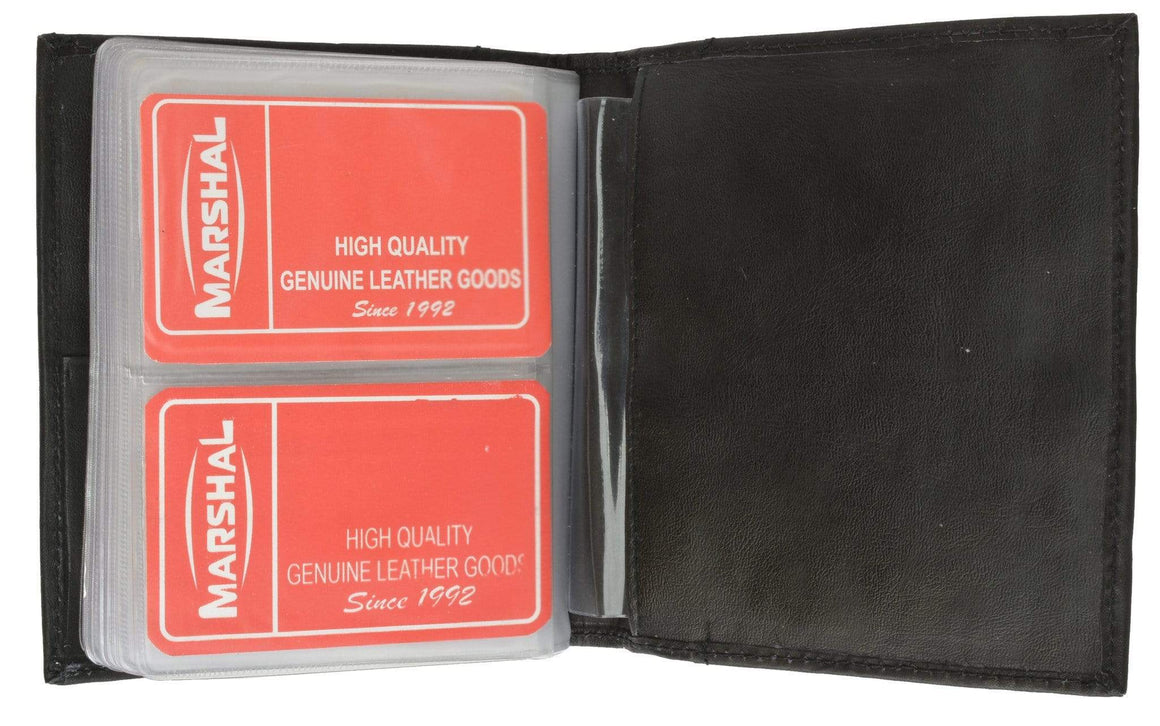 MARSHAL
HIGH QUALITY
GENUINE LEATHER GOODS
Since 1992
MARSHAL
HIGH QUALITY
GENUINE LEATHER GOODS
Since 1992